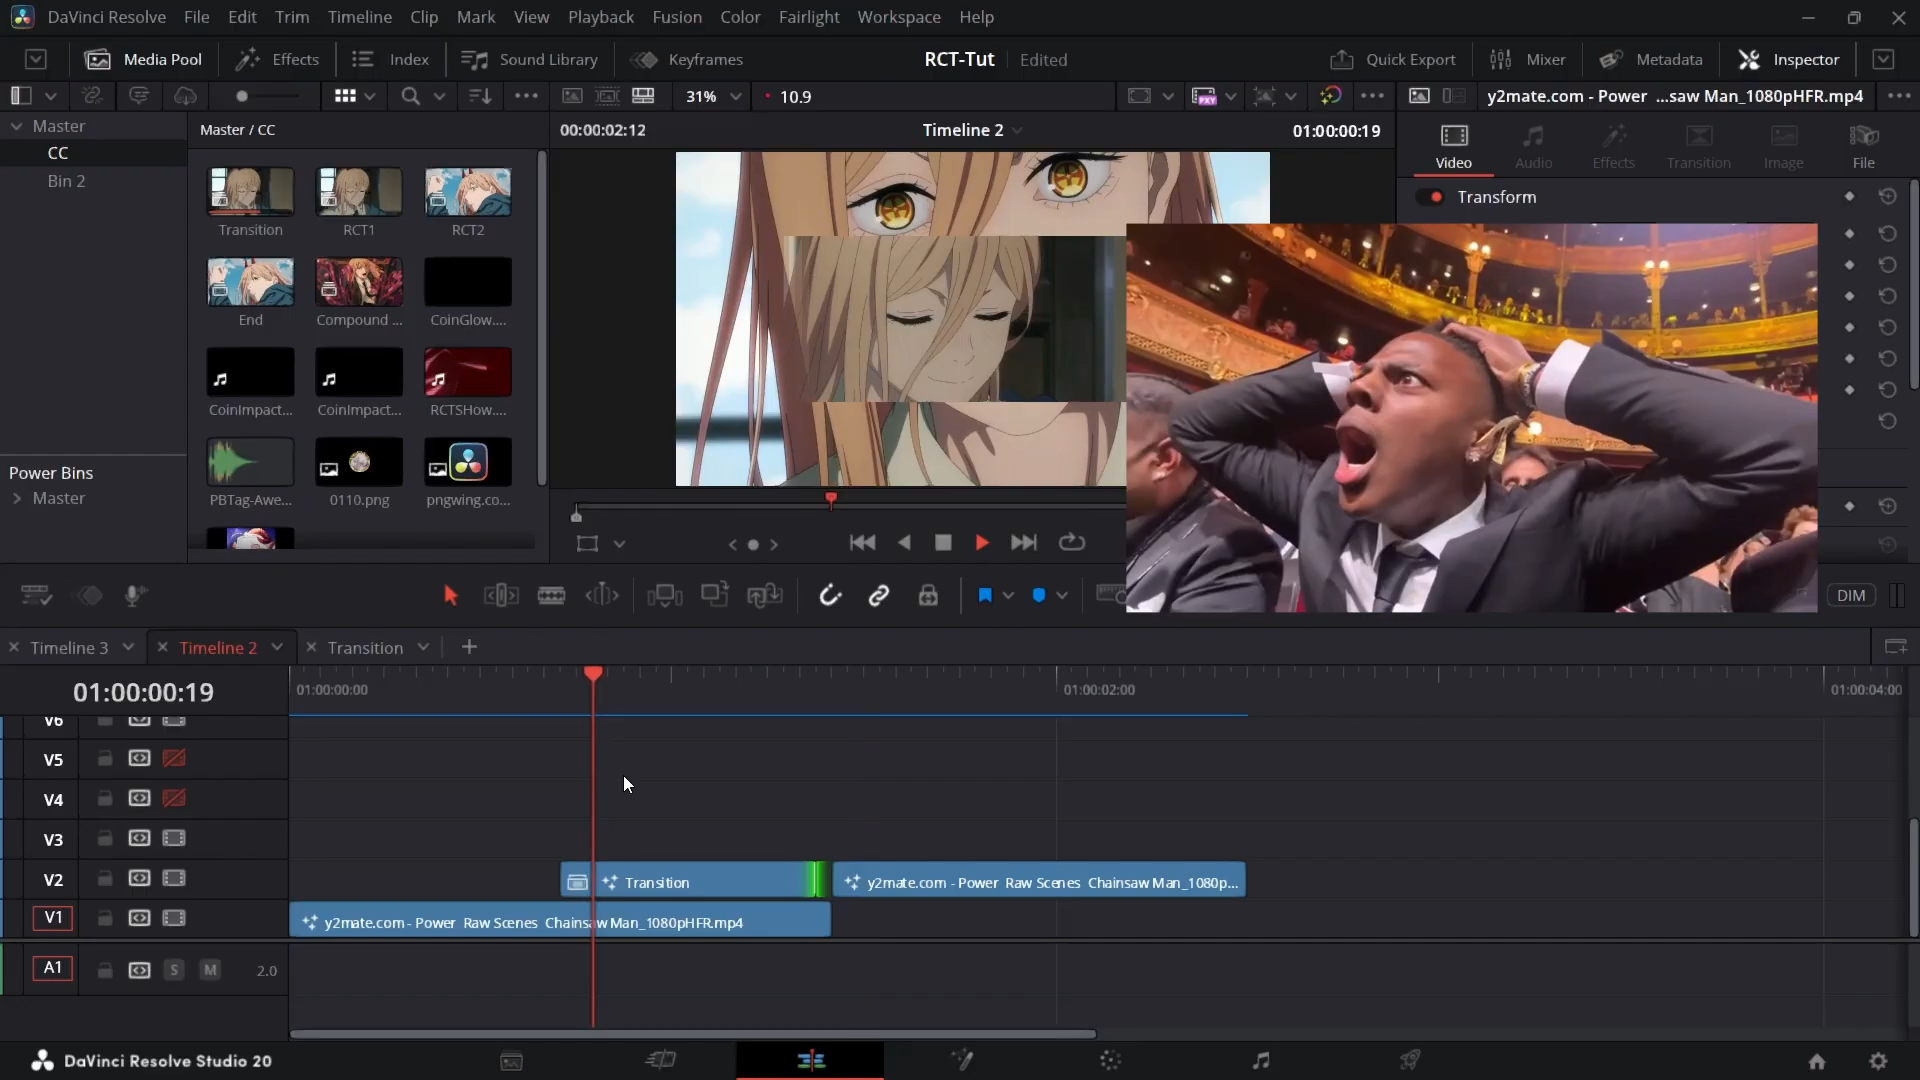 DaVinci Resolve File Edit Trim Timeline Clip Mark View Playback Fusion Color Fairlight Workspace Help
Media Pool Effects Index Sound Library Keyframes RCT-Tut Edited Quick Export Mixer Metadata Inspector
31% 10.9 y2mate.com - Power ...saw Man_1080pHFR.mp4
Master
CC
Bin 2
Power Bins
Master
Master / CC
Transition RCT1 RCT2
End Compound ... CoinGlow....
CoinImpact... CoinImpact... RCTSHow....
PBTag-Awe... 0110.png pngwing.co...
00:00:02:12 Timeline 2 01:00:00:19
Video Audio Effects Transition Image File
Transform
DIM
Timeline 3 Timeline 2 Transition
01:00:00:19 01:00:00:00 01:00:02:00 01:00:04:00
V6
V5
V4
V3
V2 Transition y2mate.com - Power Raw Scenes Chainsaw Man_1080p...
V1 y2mate.com - Power Raw Scenes Chainsaw Man_1080pHFR.mp4
A1 S M 2.0
DaVinci Resolve Studio 20